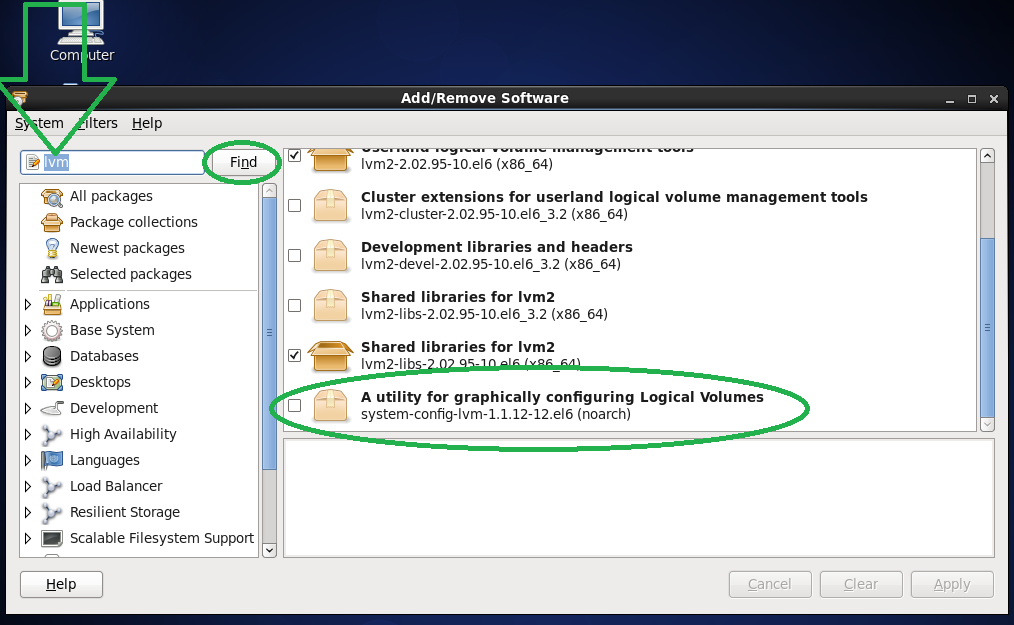 Computer
Add/Remove Software
System Filters Help
lvm
Find
All packages
Package collections
Newest packages
Selected packages
Applications
Base System
Databases
Desktops
Development
High Availability
Languages
Load Balancer
Resilient Storage
Scalable Filesystem Support
Userland logical volume management tools
lvm2-2.02.95-10.el6 (x86_64)
Cluster extensions for userland logical volume management tools
lvm2-cluster-2.02.95-10.el6_3.2 (x86_64)
Development libraries and headers
lvm2-devel-2.02.95-10.el6_3.2 (x86_64)
Shared libraries for lvm2
lvm2-libs-2.02.95-10.el6_3.2 (x86_64)
Shared libraries for lvm2
lvm2-libs-2.02.95-10.el6 (x86_64)
A utility for graphically configuring Logical Volumes
system-config-lvm-1.1.12-12.el6 (noarch)
Help
Cancel
Clear
Apply